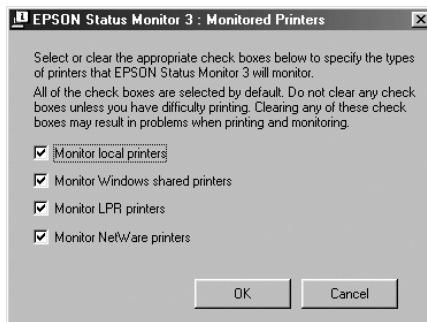 EPSON Status Monitor 3 : Monitored Printers
Select or clear the appropriate check boxes below to specify the types
of printers that EPSON Status Monitor 3 will monitor.
All of the check boxes are selected by default. Do not clear any check
boxes unless you have difficulty printing. Clearing any of these check
boxes may result in problems when printing and monitoring.
Monitor local printers
Monitor Windows shared printers
Monitor LPR printers
Monitor NetWare printers
OK Cancel